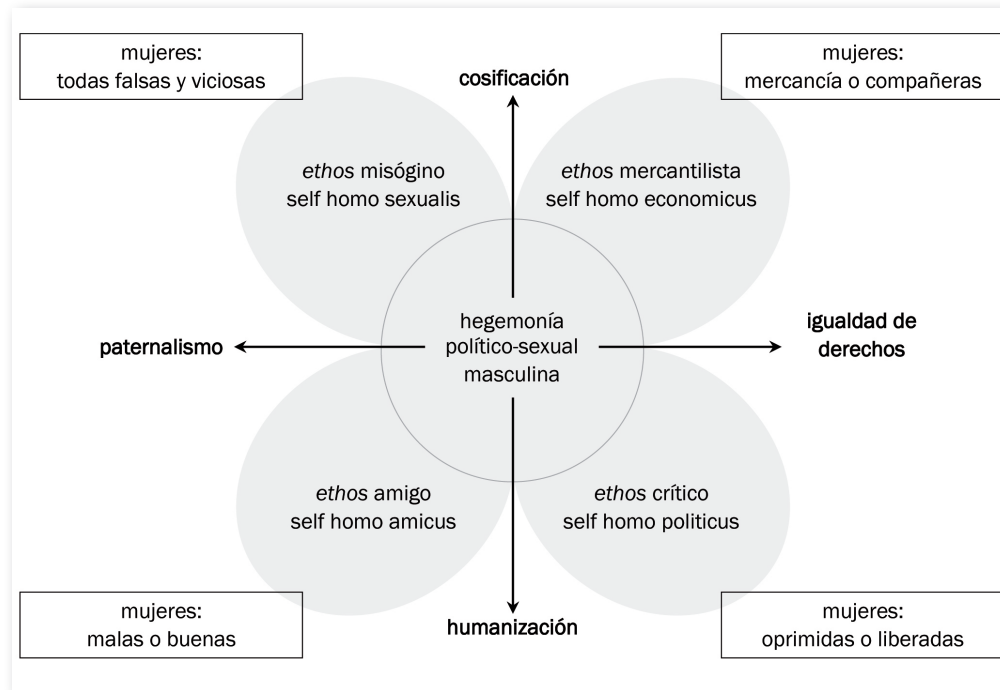 mujeres:
todas falsas y viciosas
cosificación
mujeres:
mercancía o compañeras
ethos misógino
self homo sexualis
ethos mercantilista
self homo economicus
paternalismo
hegemonía
político-sexual
masculina
igualdad de
derechos
ethos amigo
self homo amicus
ethos crítico
self homo politicus
mujeres:
malas o buenas
humanización
mujeres:
oprimidas o liberadas